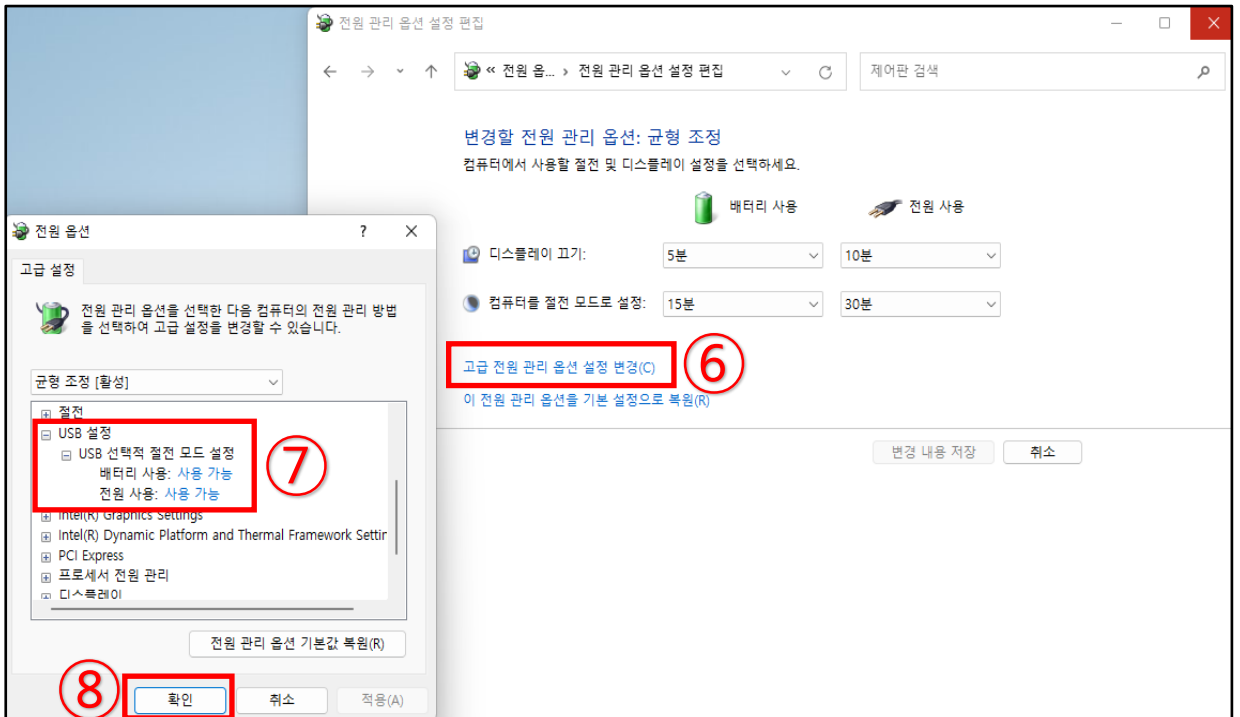 전원 관리 옵션 설정 편집
« 전원 옵... › 전원 관리 옵션 설정 편집
제어판 검색
변경할 전원 관리 옵션: 균형 조정
컴퓨터에서 사용할 절전 및 디스플레이 설정을 선택하세요.
배터리 사용 전원 사용
디스플레이 끄기: 5분 10분
컴퓨터를 절전 모드로 설정: 15분 30분
고급 전원 관리 옵션 설정 변경(C) ⑥
이 전원 관리 옵션을 기본 설정으로 복원(R)
변경 내용 저장 취소
전원 옵션 ?
고급 설정
전원 관리 옵션을 선택한 다음 컴퓨터의 전원 관리 방법
을 선택하여 고급 설정을 변경할 수 있습니다.
균형 조정 [활성]
절전
USB 설정
USB 선택적 절전 모드 설정 ⑦
배터리 사용: 사용 가능
전원 사용: 사용 가능
Intel(R) Graphics Settings
Intel(R) Dynamic Platform and Thermal Framework Settin
PCI Express
프로세서 전원 관리
디스플레이
전원 관리 옵션 기본값 복원(R)
⑧ 확인 취소 적용(A)